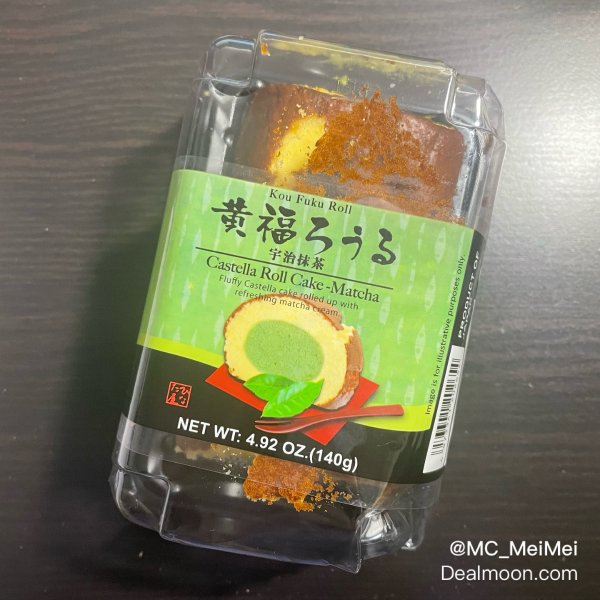 Kou Fuku Roll
黄福ろうる
宇治抹茶
Castella Roll Cake -Matcha
Fluffy Castella cake rolled up with
refreshing matcha cream.
NET WT: 4.92 OZ.(140g)
Image is for illustrative purposes only.
PRODUCT OF
@MC_MeiMei
Dealmoon.com